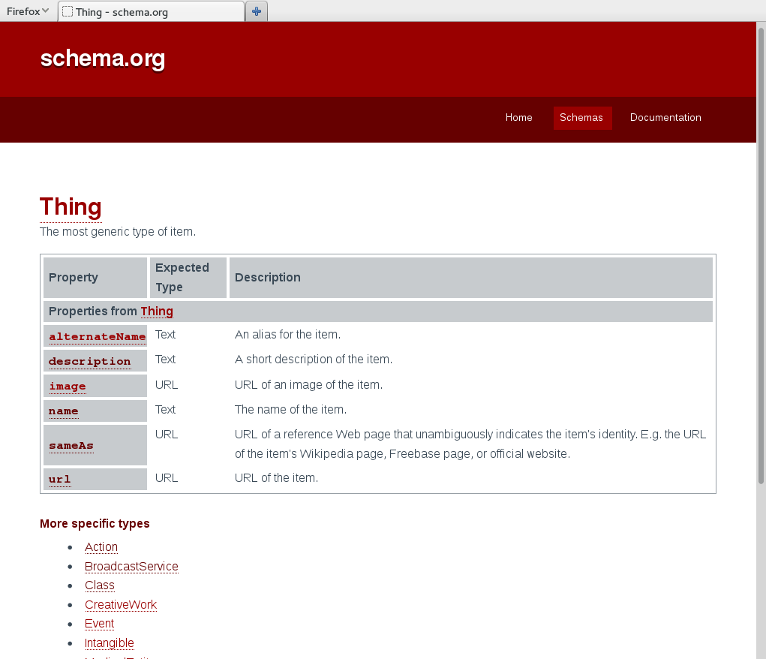 Firefox
Thing - schema.org
schema.org
Home Schemas Documentation
Thing
The most generic type of item.
Property Expected Type Description
Properties from Thing
alternateName Text An alias for the item.
description Text A short description of the item.
image URL URL of an image of the item.
name Text The name of the item.
sameAs URL URL of a reference Web page that unambiguously indicates the item's identity. E.g. the URL
of the item's Wikipedia page, Freebase page, or official website.
url URL URL of the item.
More specific types
Action
BroadcastService
Class
CreativeWork
Event
Intangible